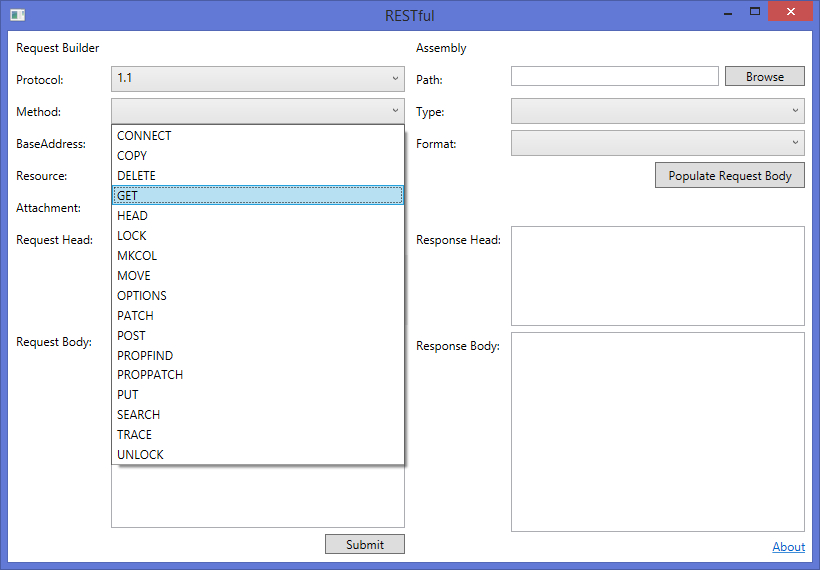 RESTful
Request Builder
Protocol:
1.1
Method:
CONNECT
COPY
DELETE
GET
HEAD
LOCK
MKCOL
MOVE
OPTIONS
PATCH
POST
PROPFIND
PROPPATCH
PUT
SEARCH
TRACE
UNLOCK
BaseAddress:
Resource:
Attachment:
Request Head:
Request Body:
Submit
Assembly
Path:
Browse
Type:
Format:
Populate Request Body
Response Head:
Response Body:
About